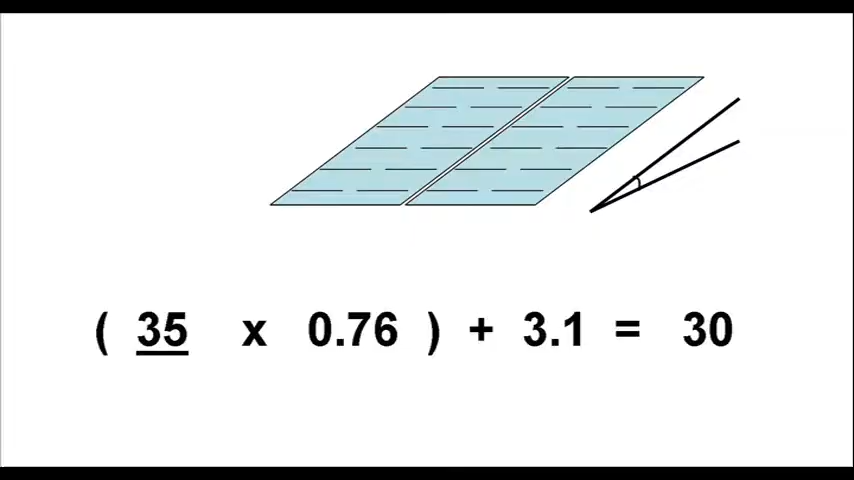 ( 35 x 0.76 ) + 3.1 = 30